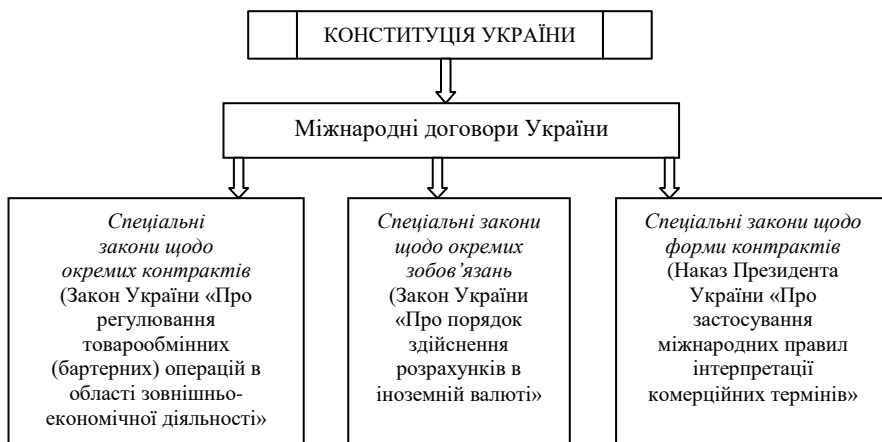 КОНСТИТУЦІЯ УКРАЇНИ
Міжнародні договори України
Спеціальні
закони щодо
окремих контрактів
(Закон України «Про
регулювання
товарообмінних
(бартерних) операцій в
області зовнішньо-
економічної діяльності»
Спеціальні закони
щодо окремих
зобов’язань
(Закон України
«Про порядок
здійснення
розрахунків в
іноземній валюті»
Спеціальні закони щодо
форми контрактів
(Наказ Президента
України «Про
застосування
міжнародних правил
інтерпретації
комерційних термінів»